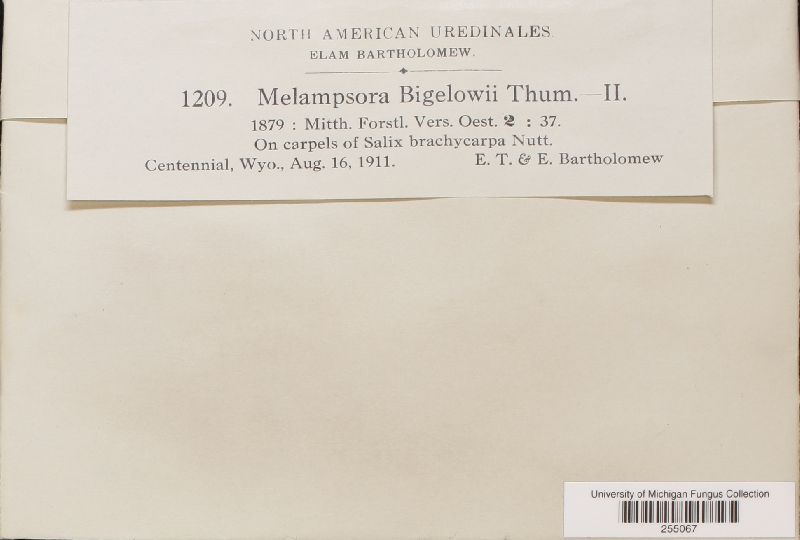 NORTH AMERICAN UREDINALES.
ELAM BARTHOLOMEW.
1209. Melampsora Bigelowii Thum.—II.
1879 : Mitth. Forstl. Vers. Oest. 2 : 37.
On carpels of Salix brachycarpa Nutt.
Centennial, Wyo., Aug. 16, 1911. E. T. & E. Bartholomew
University of Michigan Fungus Collection
255067